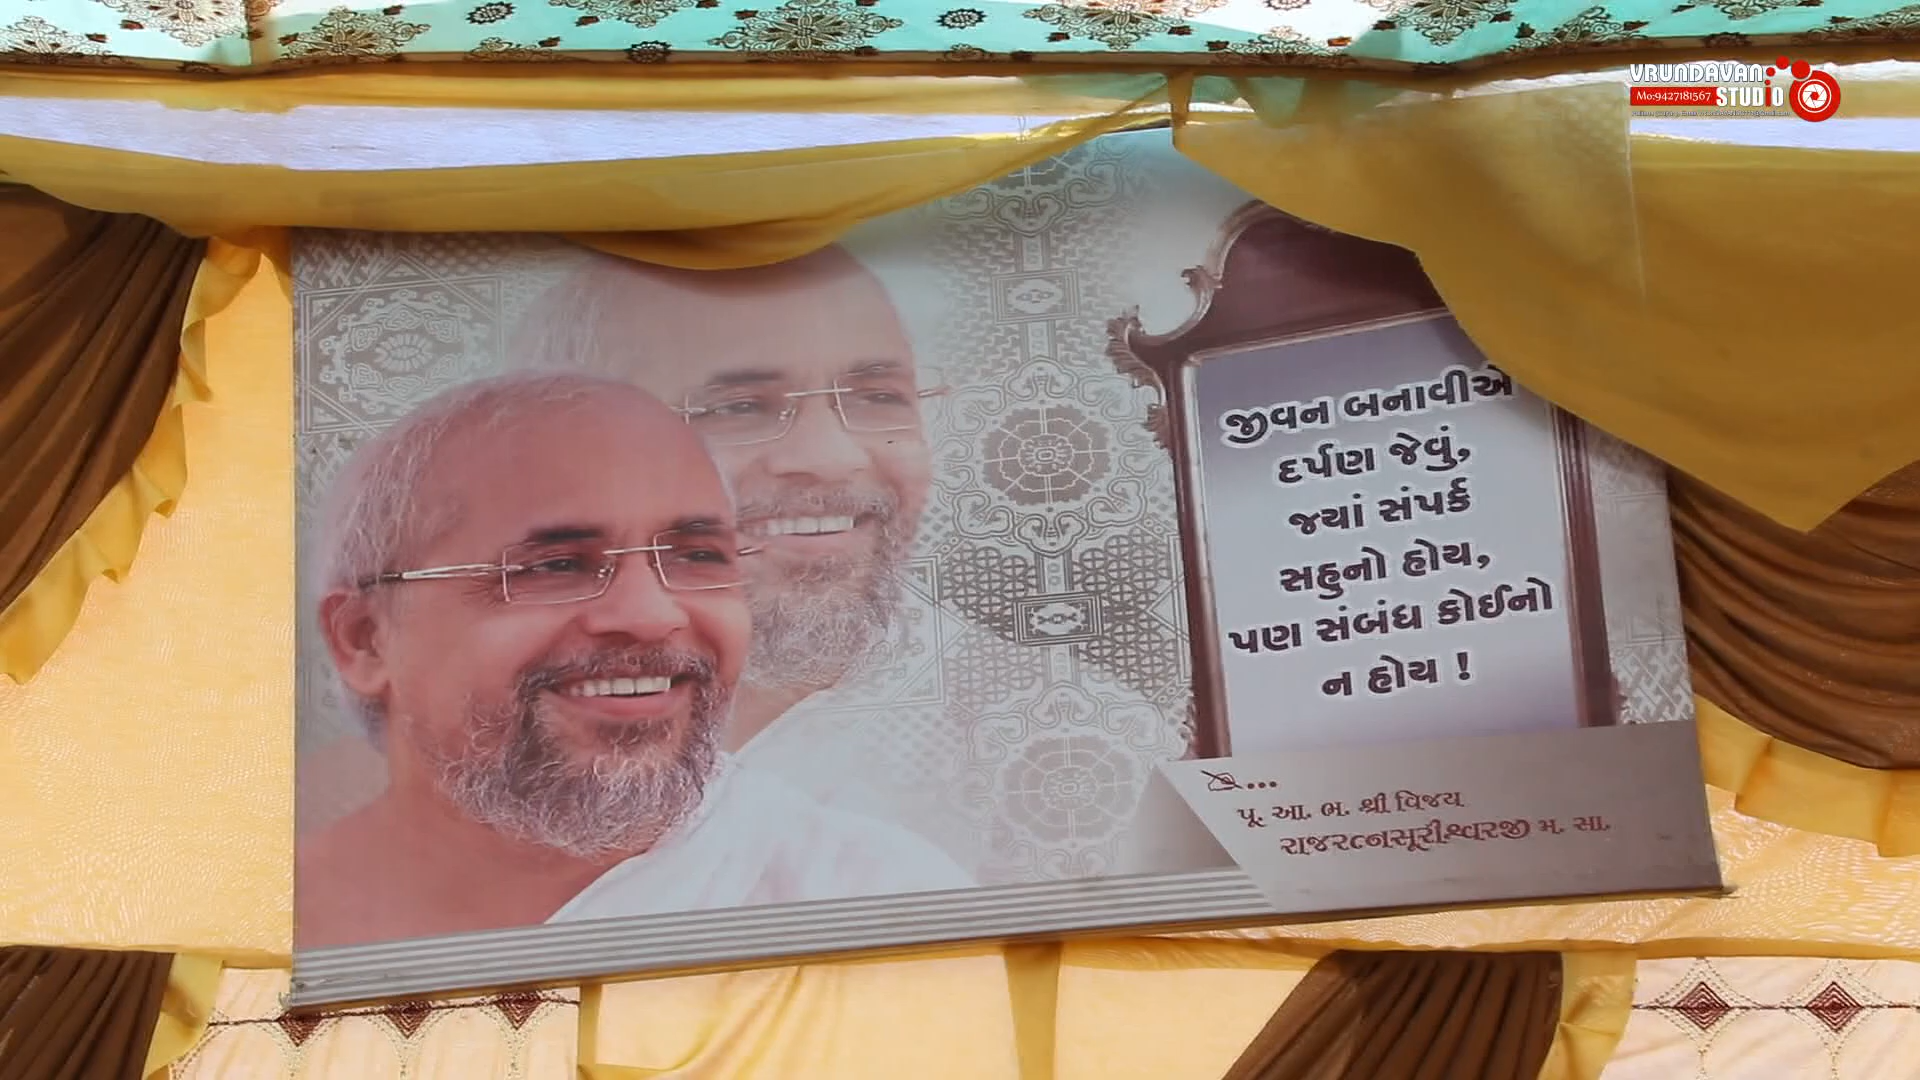 VRUNDAVAN
Mo:9427181567 STUDIO
જીવન બનાવીએ
દર્પણ જેવું,
જ્યાં સંપર્ક
સહુનો હોય,
પણ સંબંધ કોઈનો
ન હોય !
પૂ. આ. ભ. શ્રી વિજય
રાજરત્નસૂરીશ્વરજી મ. સા.